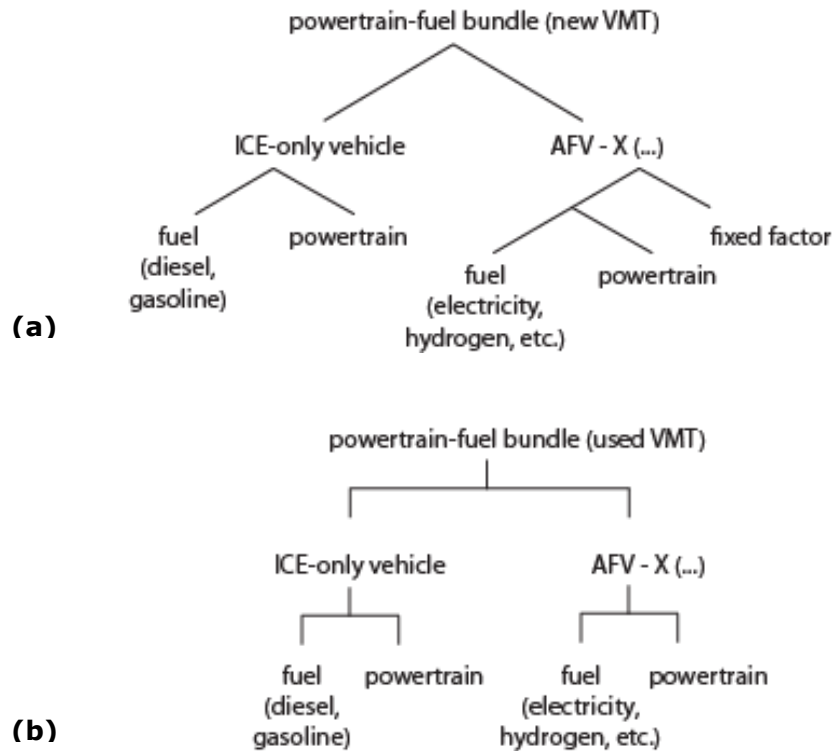 powertrain-fuel bundle (new VMT)
ICE-only vehicle
AFV - X (...)
fuel
(diesel,
gasoline)
powertrain
fuel
(electricity,
hydrogen, etc.)
powertrain
fixed factor
(a)
powertrain-fuel bundle (used VMT)
ICE-only vehicle
AFV - X (...)
fuel
(diesel,
gasoline)
powertrain
fuel
(electricity,
hydrogen, etc.)
powertrain
(b)